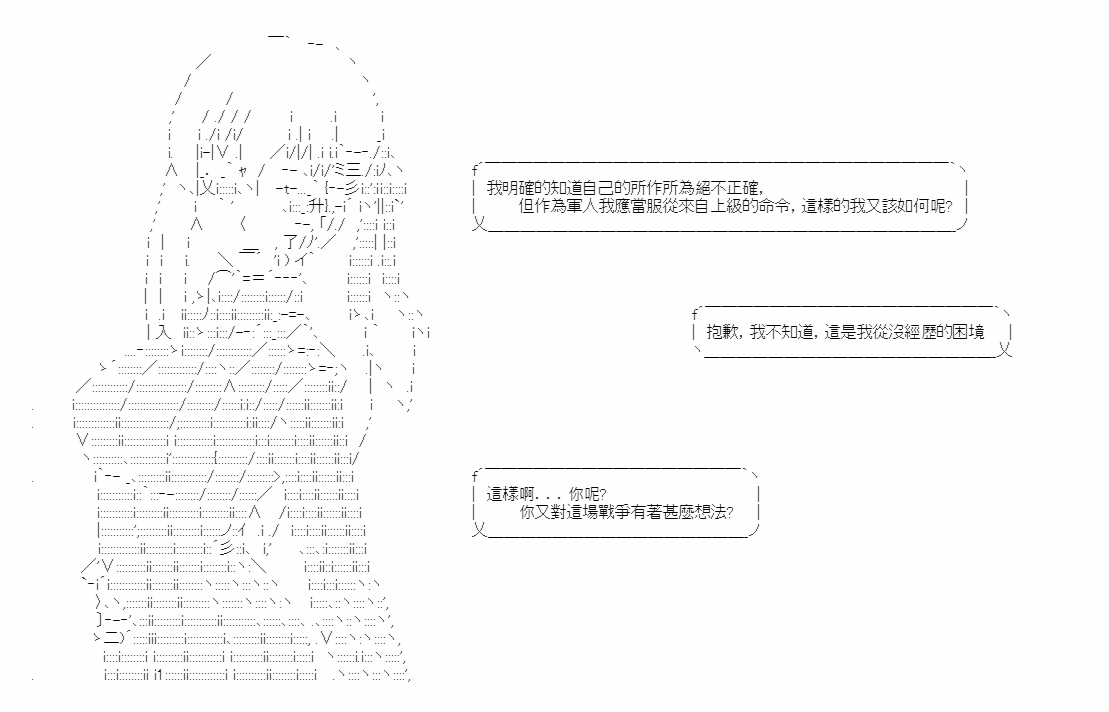 我明確的知道自己的所作所為絕不正確，
但作為軍人我應當服從來自上級的命令，這樣的我又該如何呢？
抱歉，我不知道，這是我從沒經歷的困境
這樣啊．．．你呢？
你又對這場戰爭有著甚麼想法？